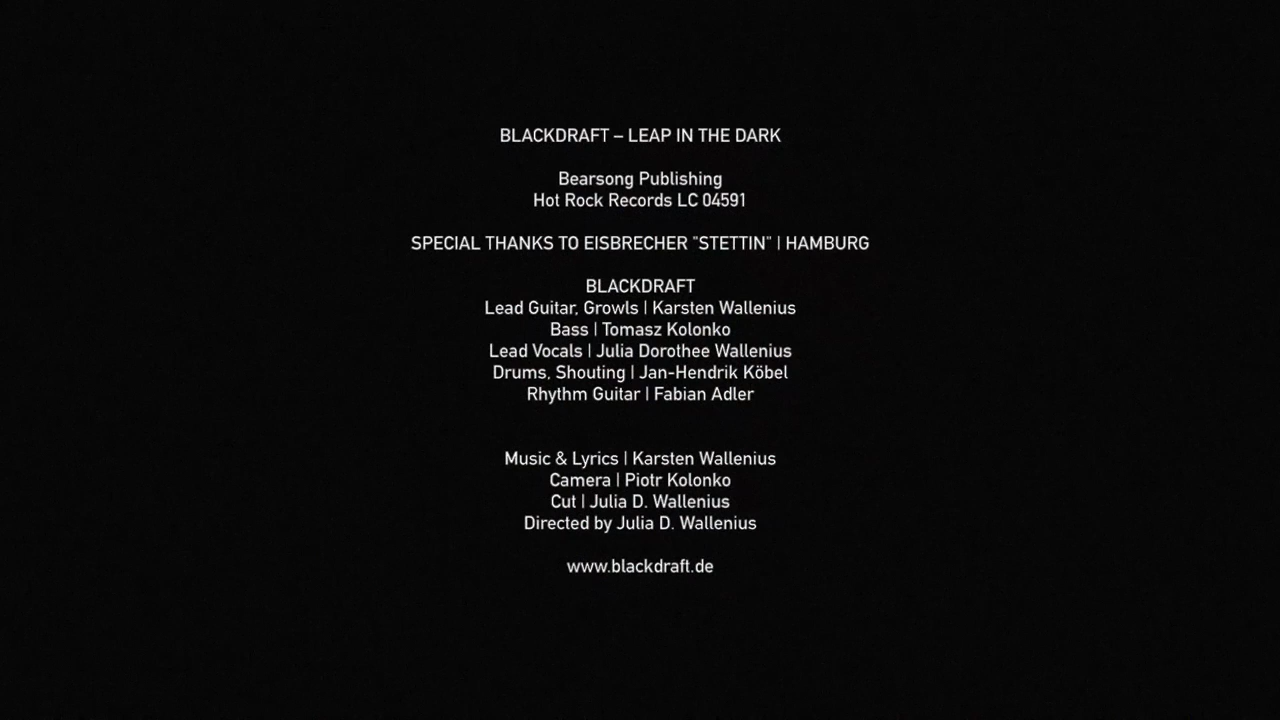 BLACKDRAFT – LEAP IN THE DARK
Bearsong Publishing
Hot Rock Records LC 04591
SPECIAL THANKS TO EISBRECHER "STETTIN" | HAMBURG
BLACKDRAFT
Lead Guitar, Growls | Karsten Wallenius
Bass | Tomasz Kolonko
Lead Vocals | Julia Dorothee Wallenius
Drums, Shouting | Jan-Hendrik Köbel
Rhythm Guitar | Fabian Adler
Music & Lyrics | Karsten Wallenius
Camera | Piotr Kolonko
Cut | Julia D. Wallenius
Directed by Julia D. Wallenius
www.blackdraft.de